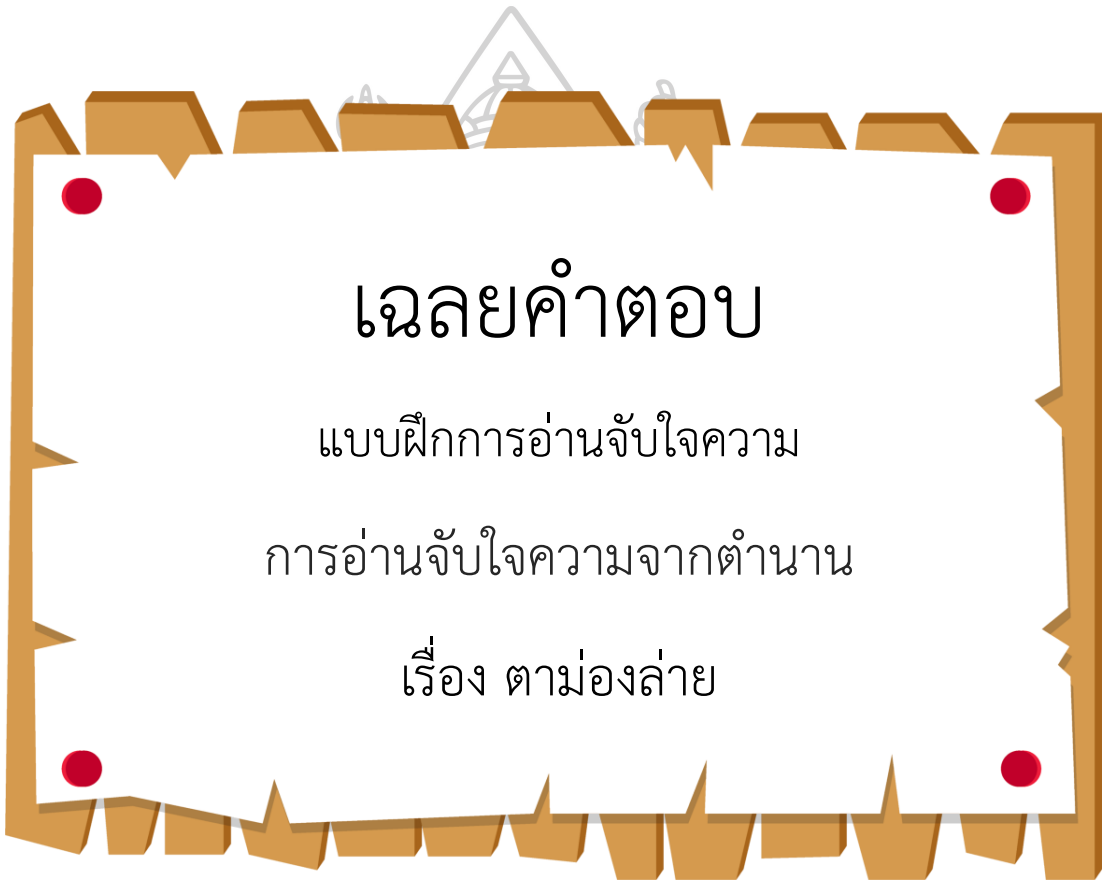 เฉลยคำตอบ
แบบฝึกการอ่านจับใจความ
การอ่านจับใจความจากตำนาน
เรื่อง ตาม่องล่าย